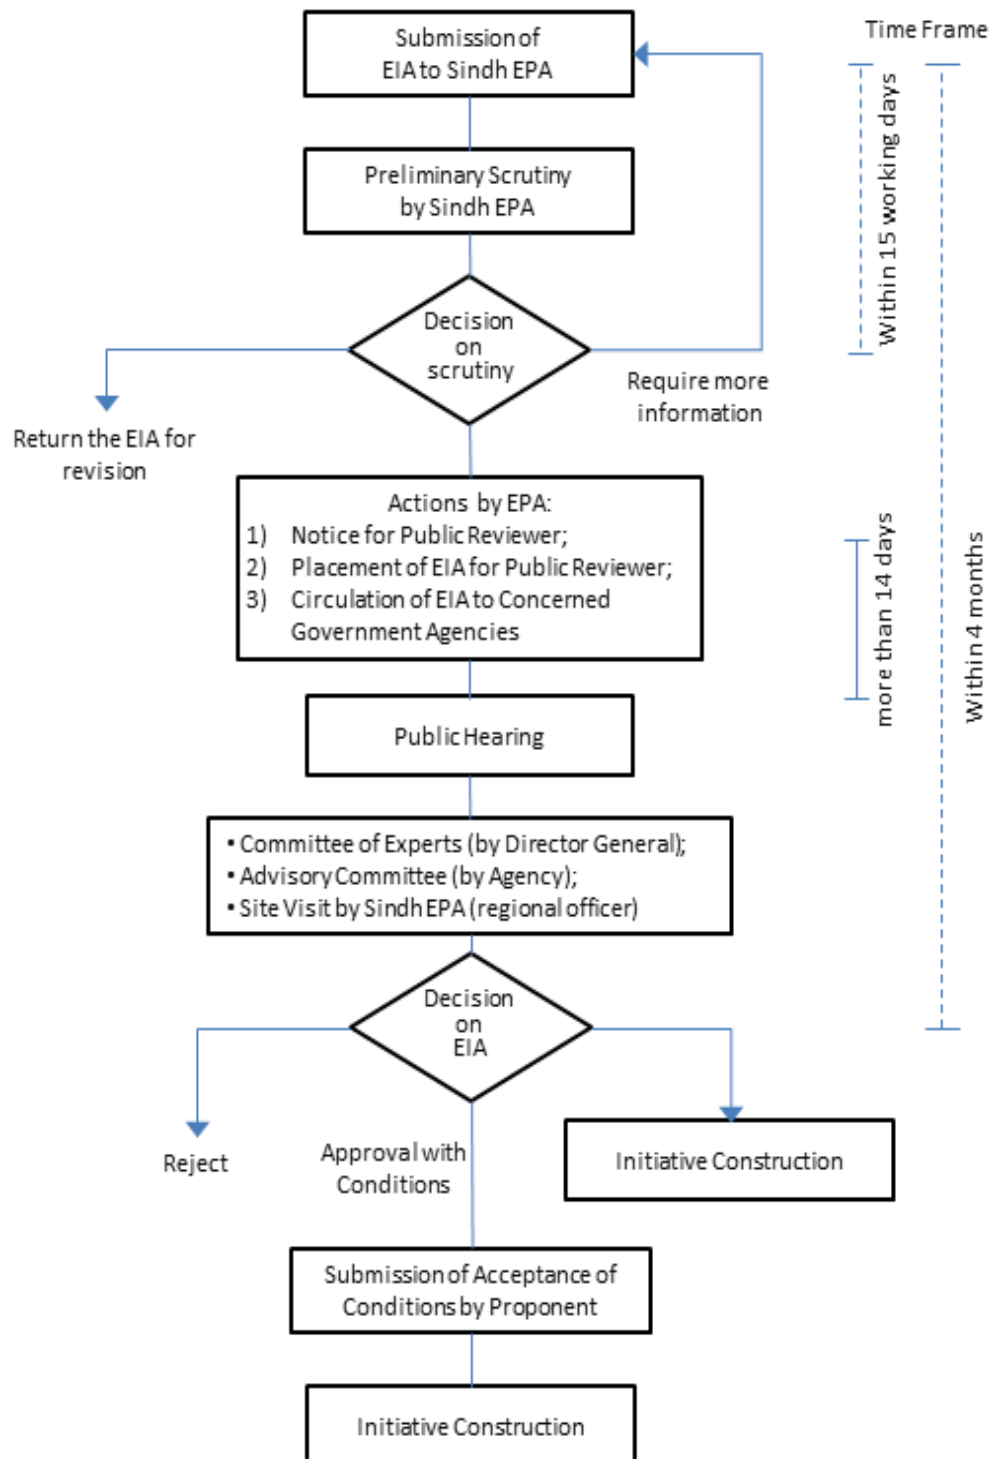 Time Frame
Submission of
EIA to Sindh EPA
Within 15 working days
Preliminary Scrutiny
by Sindh EPA
Decision
on
scrutiny
Require more
information
Return the EIA for
revision
Actions by EPA:
1) Notice for Public Reviewer;
2) Placement of EIA for Public Reviewer;
3) Circulation of EIA to Concerned
Government Agencies
more than 14 days
Within 4 months
Public Hearing
• Committee of Experts (by Director General);
• Advisory Committee (by Agency);
• Site Visit by Sindh EPA (regional officer)
Decision
on
EIA
Reject
Approval with
Conditions
Initiative Construction
Submission of Acceptance of
Conditions by Proponent
Initiative Construction